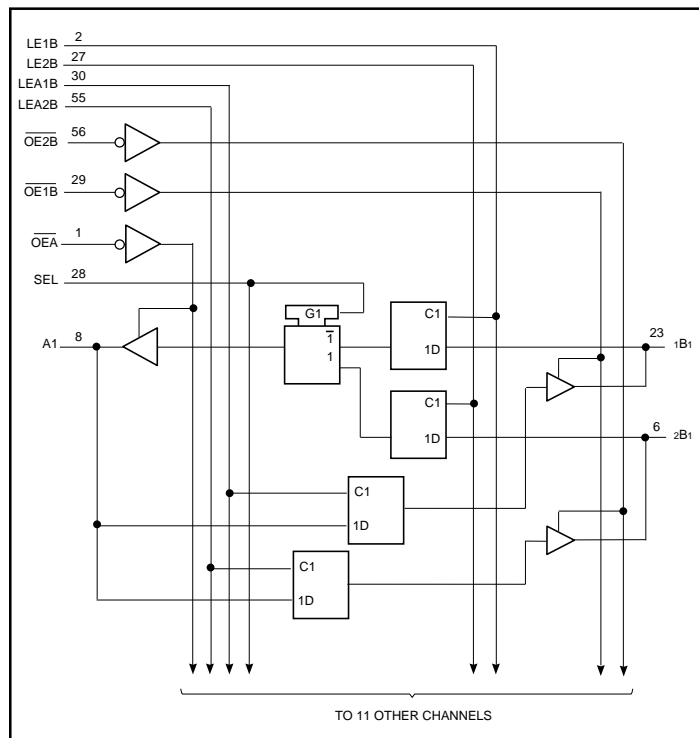 LE1B 2
LE2B 27
LEA1B 30
LEA2B 55
OE2B 56
OE1B 29
OEA 1
SEL 28
G1
C1
A1 8
1
1
1D
23 1B1
C1
1D
6 2B1
C1
1D
C1
1D
TO 11 OTHER CHANNELS